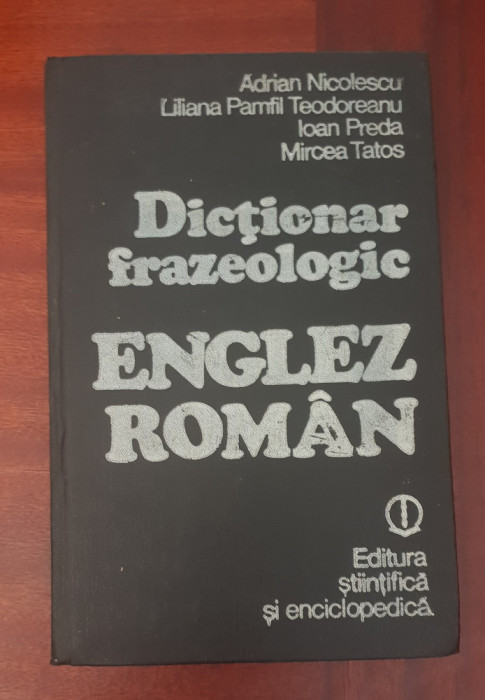 Adrian Nicolescu
Liliana Pamfil Teodoreanu
Ioan Preda
Mircea Tatos
Dicționar
frazeologic
ENGLEZ
ROMÂN
Editura
științifică
și enciclopedică